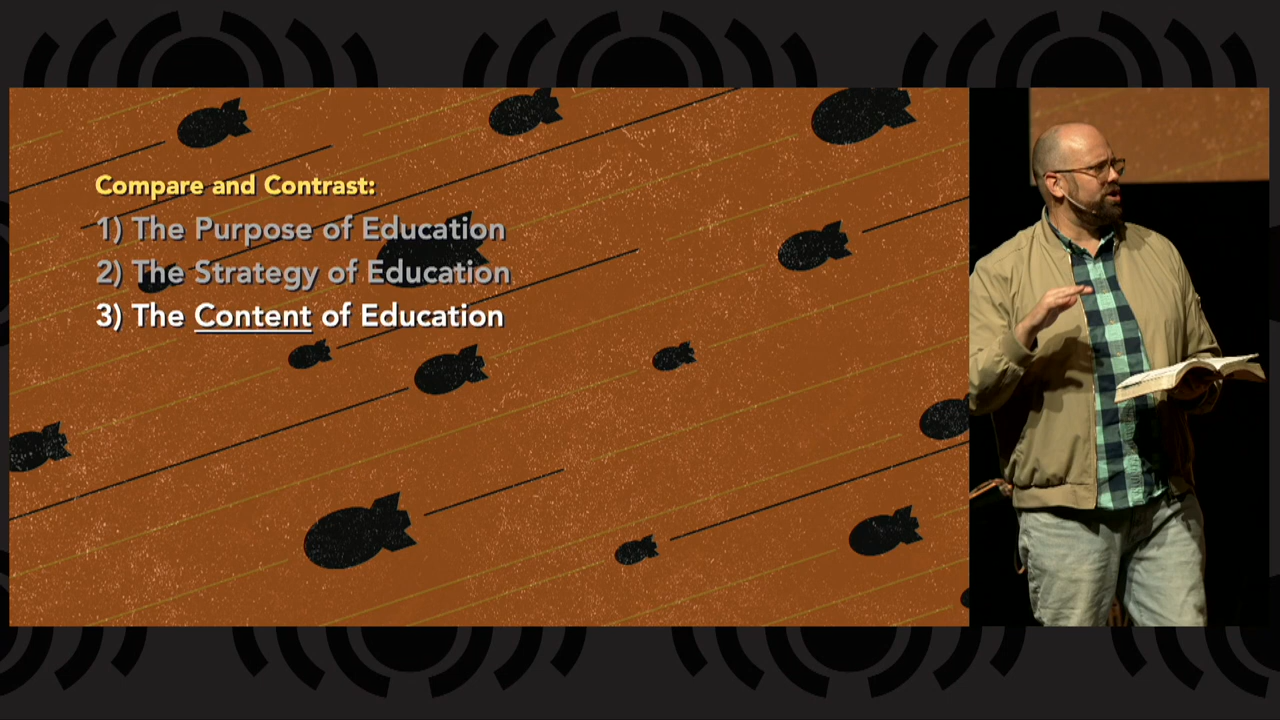 Compare and Contrast:
1) The Purpose of Education
2) The Strategy of Education
3) The Content of Education